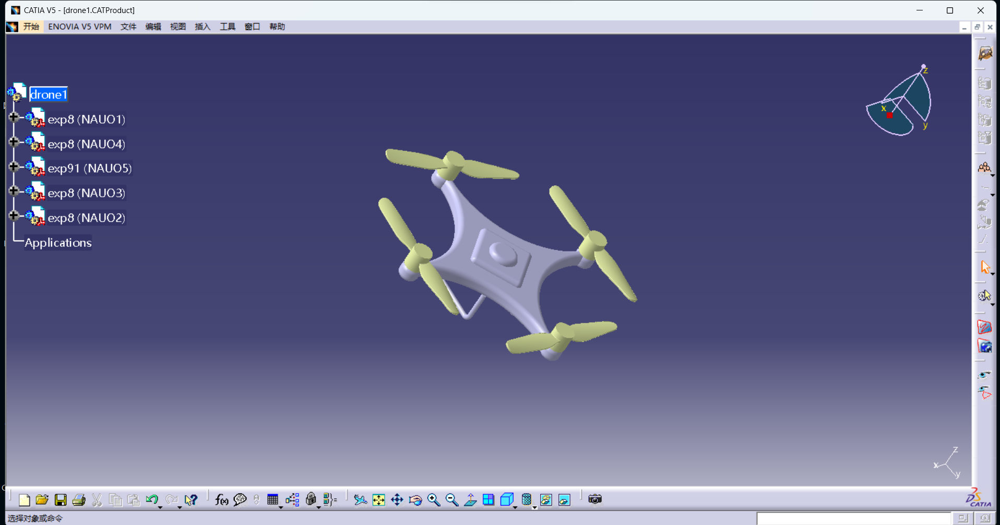 CATIA V5 - [drone1.CATProduct]
开始 ENOVIA V5 VPM 文件 编辑 视图 插入 工具 窗口 帮助
drone1
exp8 (NAUO1)
exp8 (NAUO4)
exp91 (NAUO5)
exp8 (NAUO3)
exp8 (NAUO2)
Applications
z
x
y
z
x
y
f(x)
CATIA
选择对象或命令